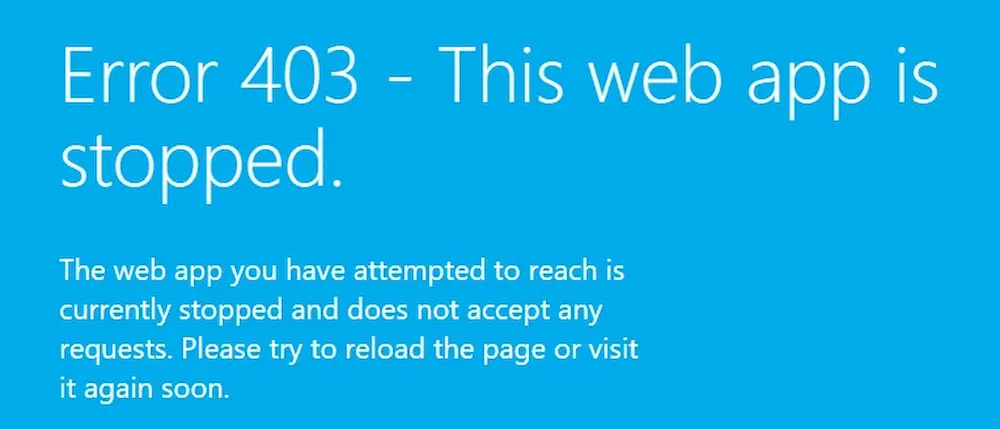 Error 403 - This web app is
stopped.
The web app you have attempted to reach is
currently stopped and does not accept any
requests. Please try to reload the page or visit
it again soon.